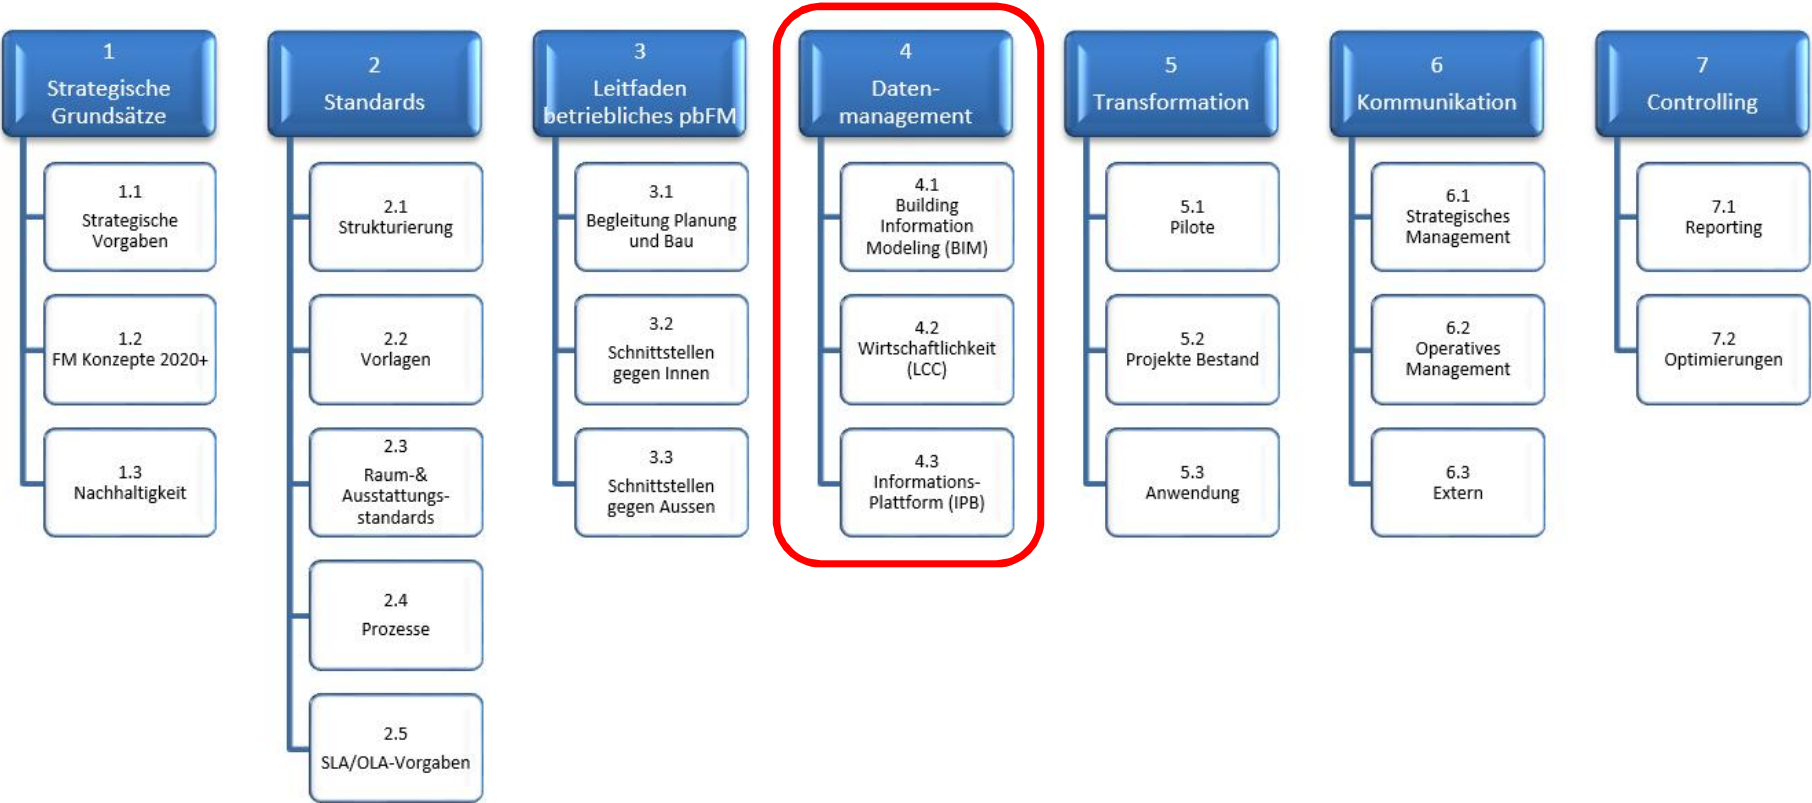 1
Strategische
Grundsätze
1.1
Strategische
Vorgaben
1.2
FM Konzepte 2020+
1.3
Nachhaltigkeit
2
Standards
2.1
Strukturierung
2.2
Vorlagen
2.3
Raum-&
Ausstattungs-
standards
2.4
Prozesse
2.5
SLA/OLA-Vorgaben
3
Leitfaden
betriebliches pbFM
3.1
Begleitung Planung
und Bau
3.2
Schnittstellen
gegen Innen
3.3
Schnittstellen
gegen Aussen
4
Daten-
management
4.1
Building
Information
Modeling (BIM)
4.2
Wirtschaftlichkeit
(LCC)
4.3
Informations-
Plattform (IPB)
5
Transformation
5.1
Pilote
5.2
Projekte Bestand
5.3
Anwendung
6
Kommunikation
6.1
Strategisches
Management
6.2
Operatives
Management
6.3
Extern
7
Controlling
7.1
Reporting
7.2
Optimierungen